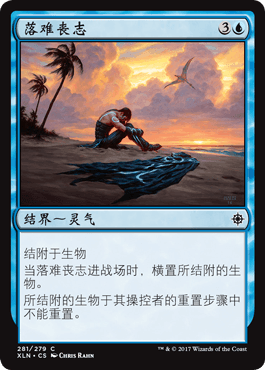 落难丧志 3
结界～灵气
结附于生物
当落难丧志进战场时，横置所结附的生
物。
所结附的生物于其操控者的重置步骤中
不能重置。
281/279 C
XLN • CS CHRIS RAHN
™ & © 2017 Wizards of the Coast